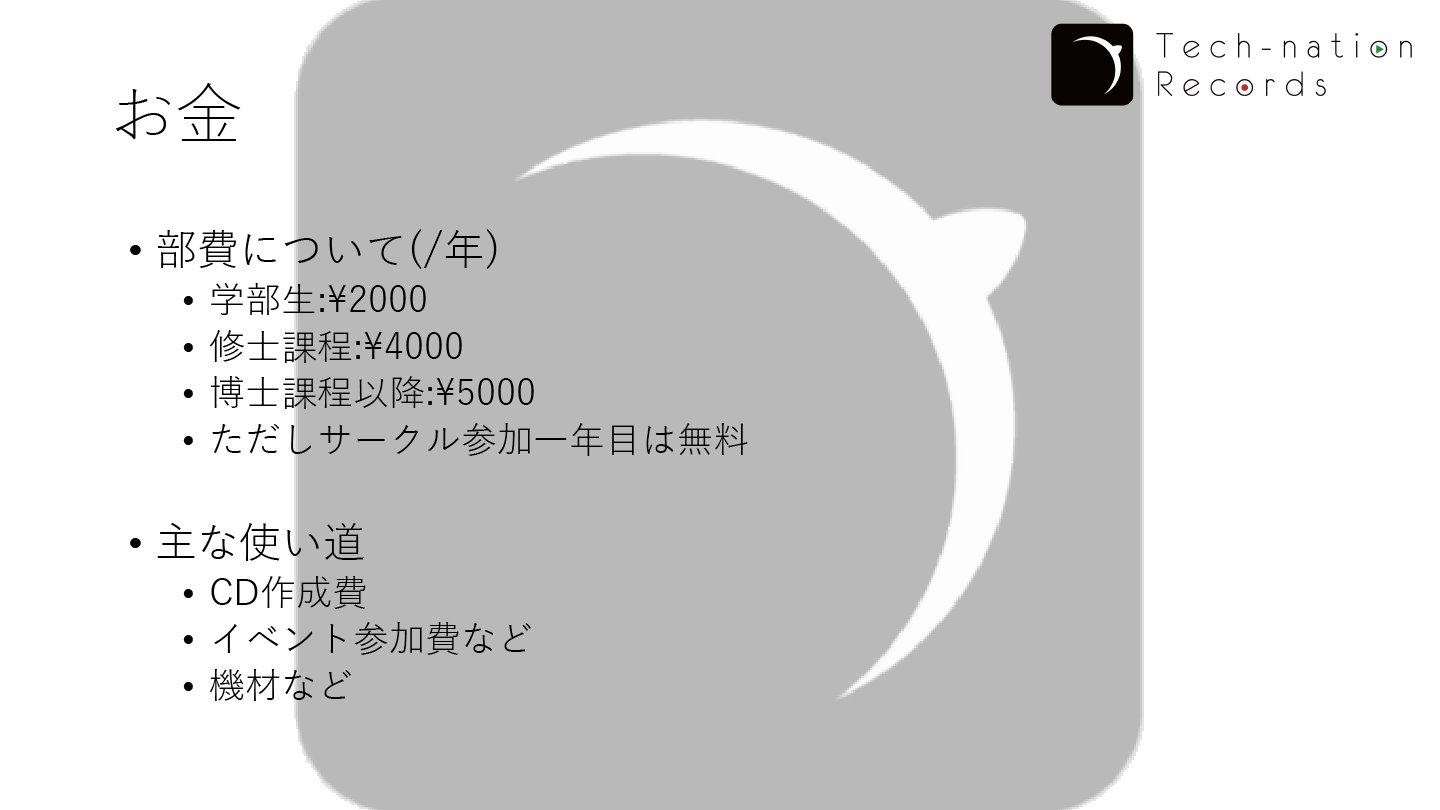 Tech-nation
Records
お金
• 部費について(/年)
• 学部生:¥2000
• 修士課程:¥4000
• 博士課程以降:¥5000
• ただしサークル参加一年目は無料
• 主な使い道
• CD作成費
• イベント参加費など
• 機材など